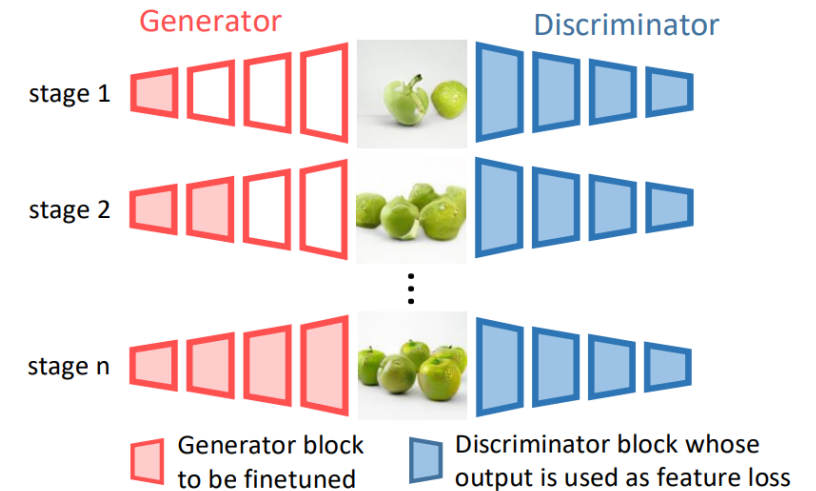 Generator
Discriminator
stage 1
stage 2
stage n
Generator block
to be finetuned
Discriminator block whose
output is used as feature loss